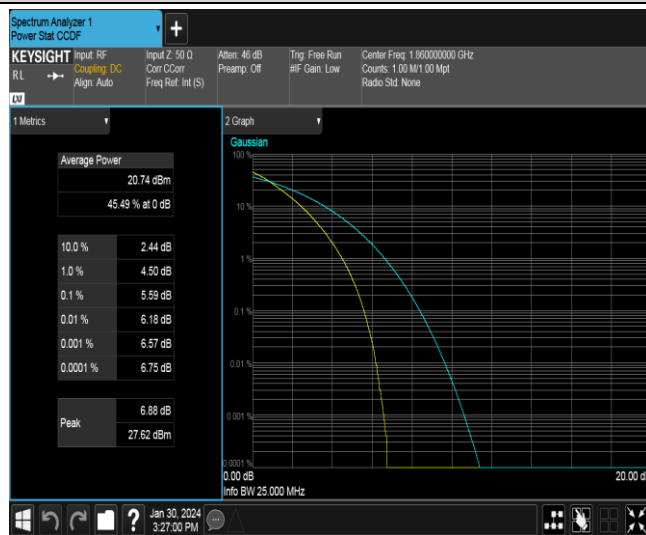 Spectrum Analyzer 1
Power Stat CCDF
KEYSIGHT
RL
LXI
Input: RF
Coupling: DC
Align: Auto
Input Z: 50 Ω
Corr CCorr
Freq Ref: Int (S)
Atten: 46 dB
Preamp: Off
Trig: Free Run
#IF Gain: Low
Center Freq: 1.860000000 GHz
Counts: 1.00 M/1.00 Mpt
Radio Std: None
1 Metrics
Average Power
20.74 dBm
45.49 % at 0 dB
10.0 % 2.44 dB
1.0 % 4.50 dB
0.1 % 5.59 dB
0.01 % 6.18 dB
0.001 % 6.57 dB
0.0001 % 6.75 dB
Peak
6.88 dB
27.62 dBm
2 Graph
Gaussian
100 %
10 %
1 %
0.1 %
0.01 %
0.001 %
0.0001 %
0.00 dB
20.00 d
Info BW 25.000 MHz
?
Jan 30, 2024
3:27:00 PM